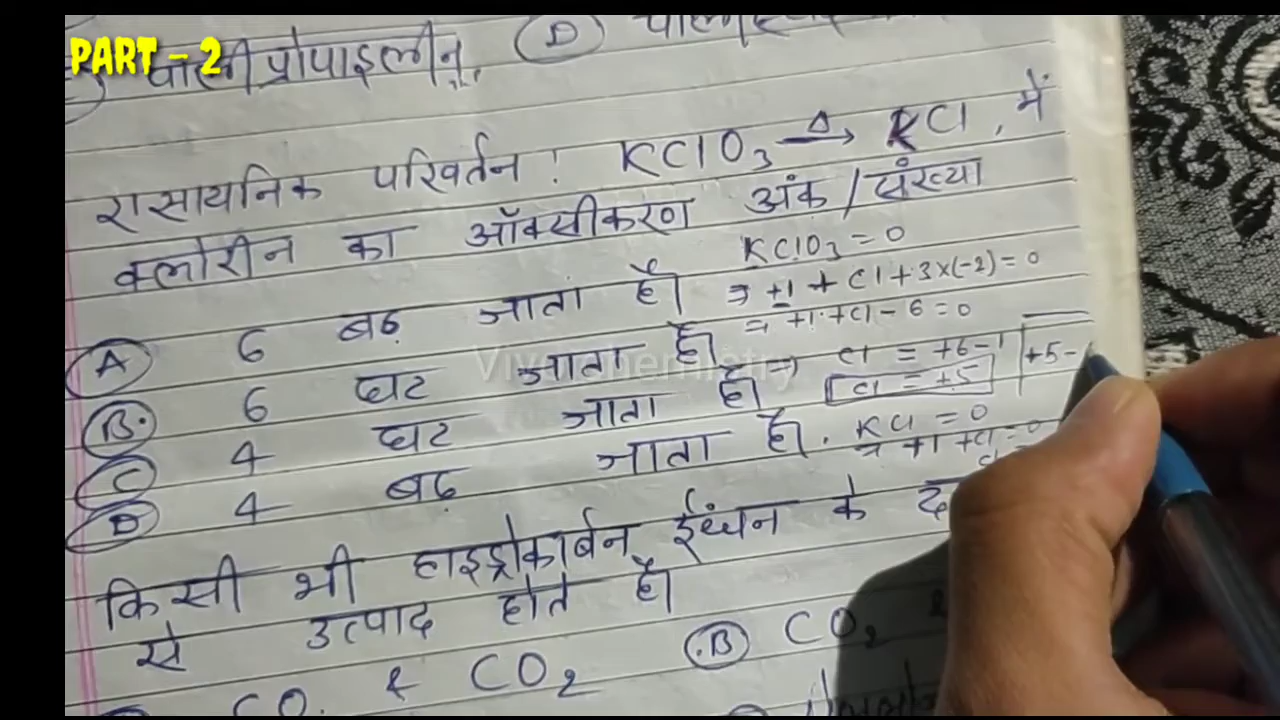 PART - 2
पालीप्रोपाइलीन, (D)
रासायनिक परिवर्तन! KClO₃ —Δ→ KCl, में
क्लोरीन का ऑक्सीकरण अंक/संख्या
KClO₃ = 0
(A) 6 बढ़ जाता है।
⇒ +1 + Cl + 3×(-2) = 0
= +1 + Cl - 6 = 0
(B) 6 घट जाता है।
⇒ Cl = +6-1
+5-
Cl = +5
(C) 4 घट जाता है।
KCl = 0
⇒ +1 + Cl = 0
(D) 4 बढ़ जाता है।
Cl =
किसी भी हाइड्रोकार्बन ईंधन के द
से उत्पाद होते है।
CO & CO₂ (B) CO₂